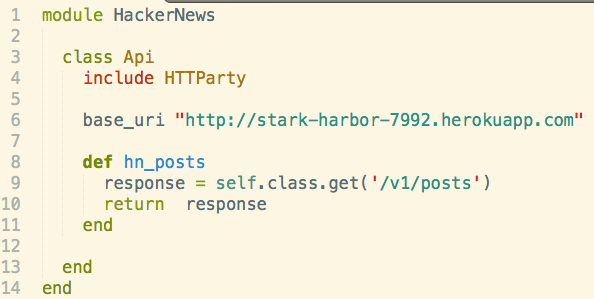 1 module HackerNews
2
3   class Api
4     include HTTParty
5
6     base_uri "http://stark-harbor-7992.herokuapp.com"
7
8     def hn_posts
9       response = self.class.get('/v1/posts')
10       return  response
11     end
12
13   end
14 end